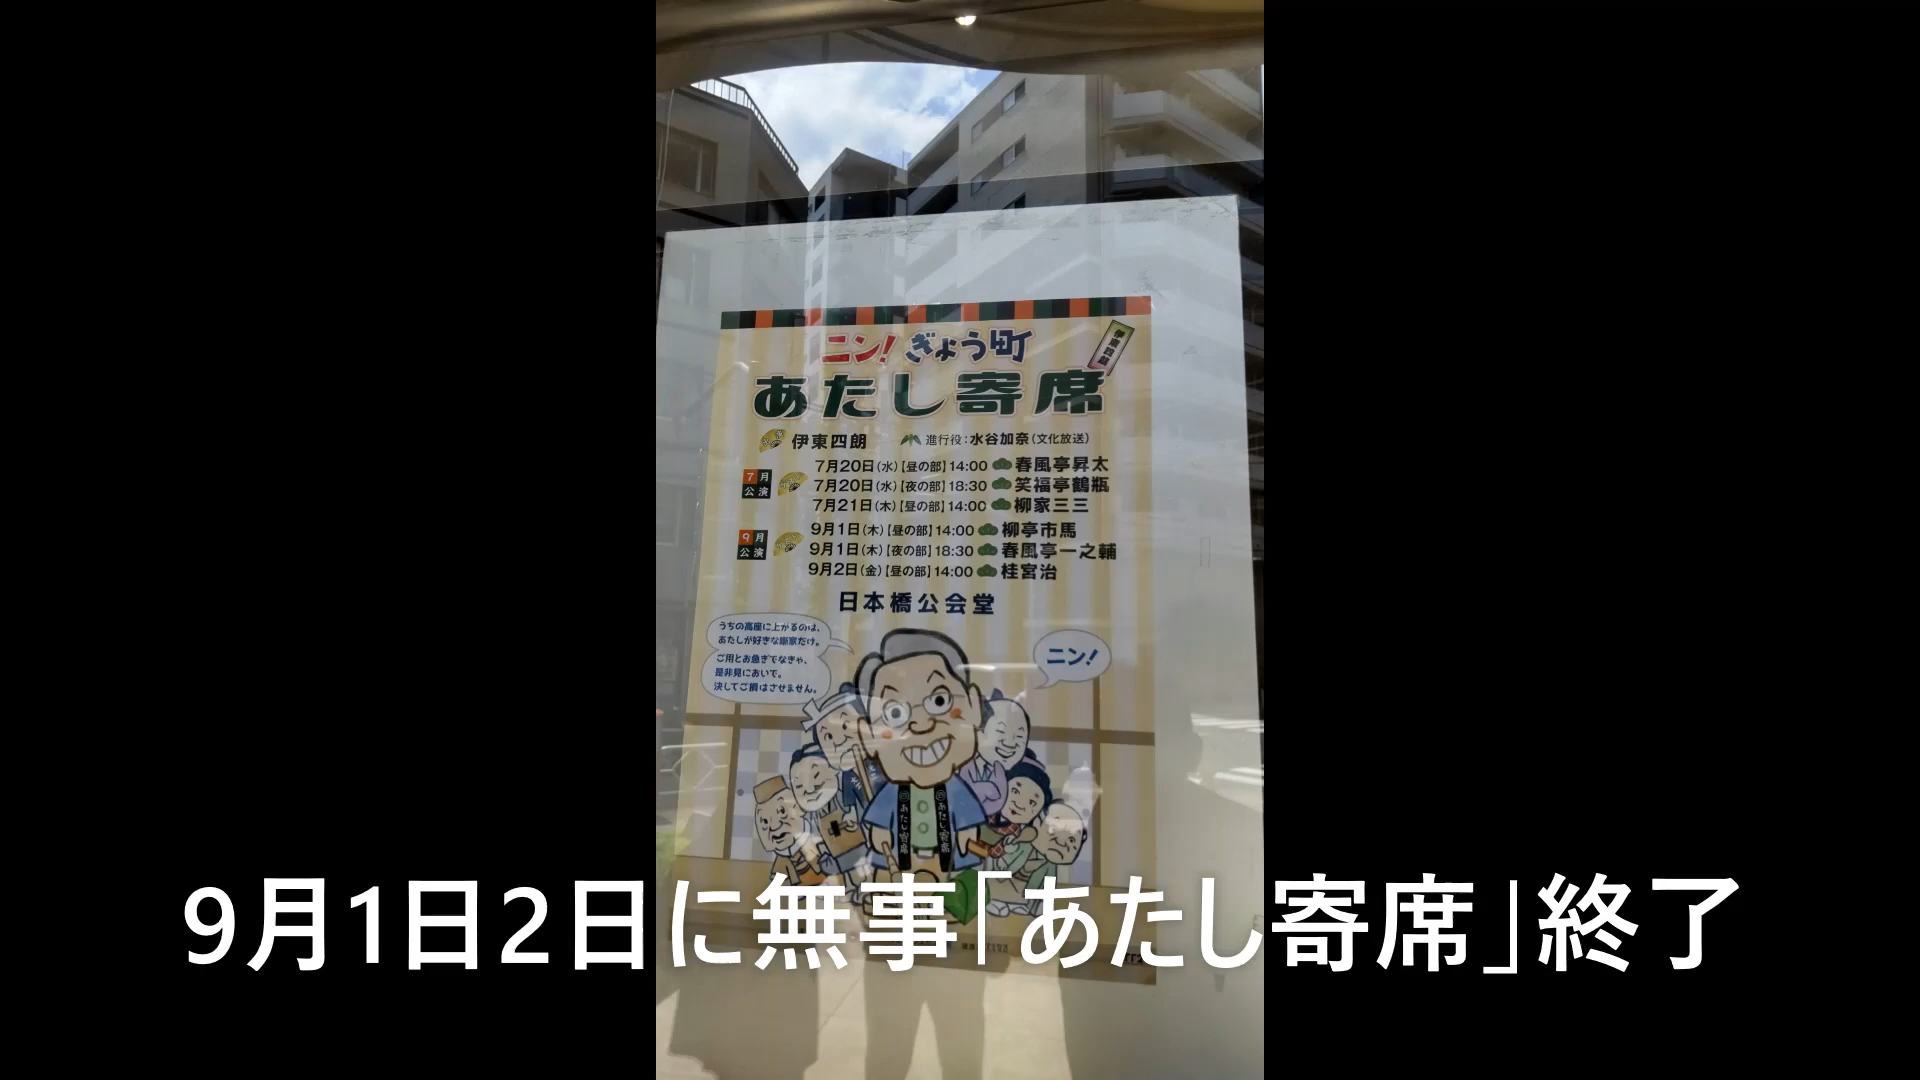 ニン!ぎょう町
伊東四朗
あたし寄席
伊東四朗 進行役:水谷加奈(文化放送)
7月公演
7月20日(水)【昼の部】14:00 春風亭昇太
7月20日(水)【夜の部】18:30 笑福亭鶴瓶
7月21日(木)【昼の部】14:00 柳家三三
9月公演
9月1日(木)【昼の部】14:00 柳亭市馬
9月1日(木)【夜の部】18:30 春風亭一之輔
9月2日(金)【昼の部】14:00 桂宮治
日本橋公会堂
うちの高座に上がるのは、
あたしが好きな噺家だけ。
ご用とお急ぎでなきゃ、
是非見においで。
決してご損はさせません。
ニン!
あたし寄席
あたし寄席
9月1日2日に無事「あたし寄席」終了